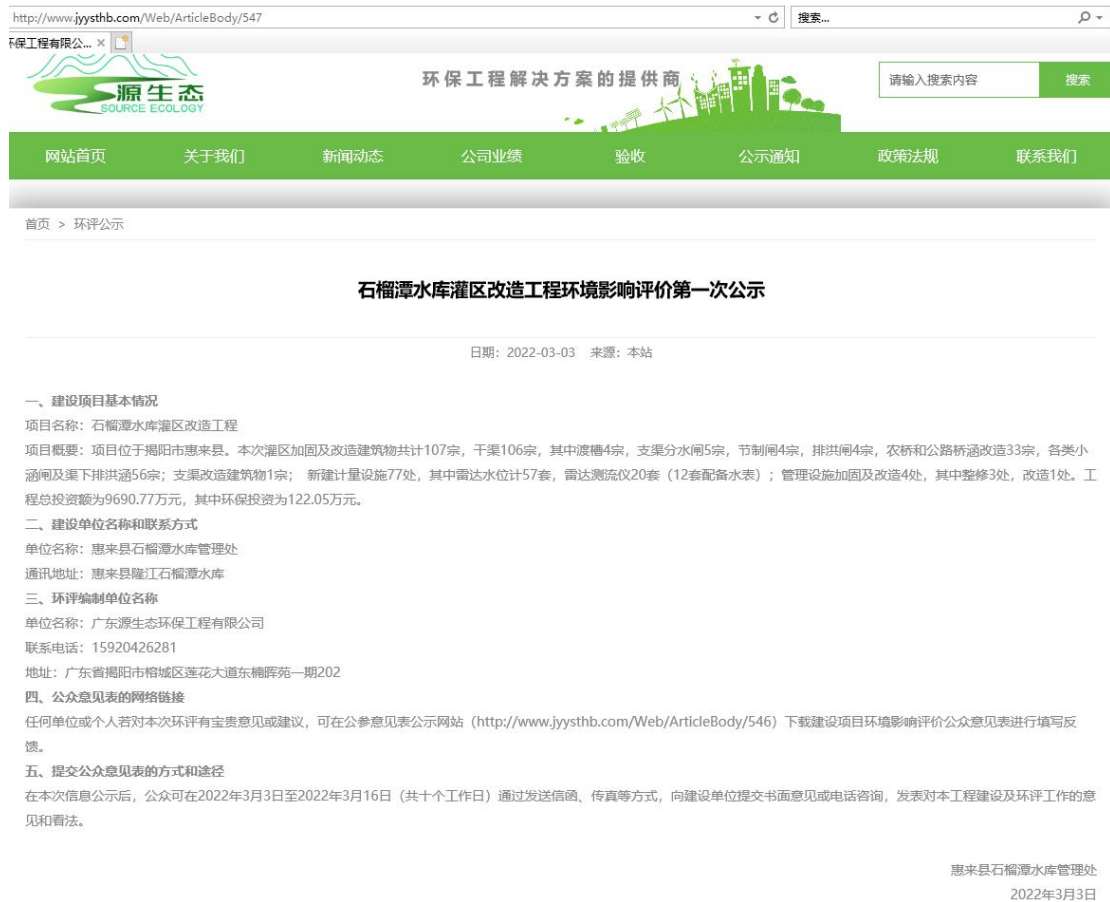 http://www.jyysthb.com/Web/ArticleBody/547
搜索...
环保工程有限公... ×
源生态
SOURCE ECOLOGY
环保工程解决方案的提供商
请输入搜索内容
搜索
网站首页 关于我们 新闻动态 公司业绩 验收 公示通知 政策法规 联系我们
首页 > 环评公示
石榴潭水库灌区改造工程环境影响评价第一次公示
日期：2022-03-03 来源：本站
一、建设项目基本情况
项目名称：石榴潭水库灌区改造工程
项目概要：项目位于揭阳市惠来县。本次灌区加固及改造建筑物共计107宗，干渠106宗，其中渡槽4宗，支渠分水闸5宗，节制闸4宗，排洪闸4宗，农桥和公路桥涵改造33宗，各类小
涵闸及渠下排洪涵56宗；支渠改造建筑物1宗； 新建计量设施77处，其中雷达水位计57套，雷达测流仪20套（12套配备水表）；管理设施加固及改造4处，其中整修3处，改造1处。工
程总投资额为9690.77万元，其中环保投资为122.05万元。
二、建设单位名称和联系方式
单位名称：惠来县石榴潭水库管理处
通讯地址：惠来县隆江石榴潭水库
三、环评编制单位名称
单位名称：广东源生态环保工程有限公司
联系电话：15920426281
地址：广东省揭阳市榕城区莲花大道东楠晖苑一期202
四、公众意见表的网络链接
任何单位或个人若对本次环评有宝贵意见或建议，可在公参意见表公示网站（http://www.jyysthb.com/Web/ArticleBody/546）下载建设项目环境影响评价公众意见表进行填写反
馈。
五、提交公众意见表的方式和途径
在本次信息公示后，公众可在2022年3月3日至2022年3月16日（共十个工作日）通过发送信函、传真等方式，向建设单位提交书面意见或电话咨询，发表对本工程建设及环评工作的意
见和看法。
惠来县石榴潭水库管理处
2022年3月3日